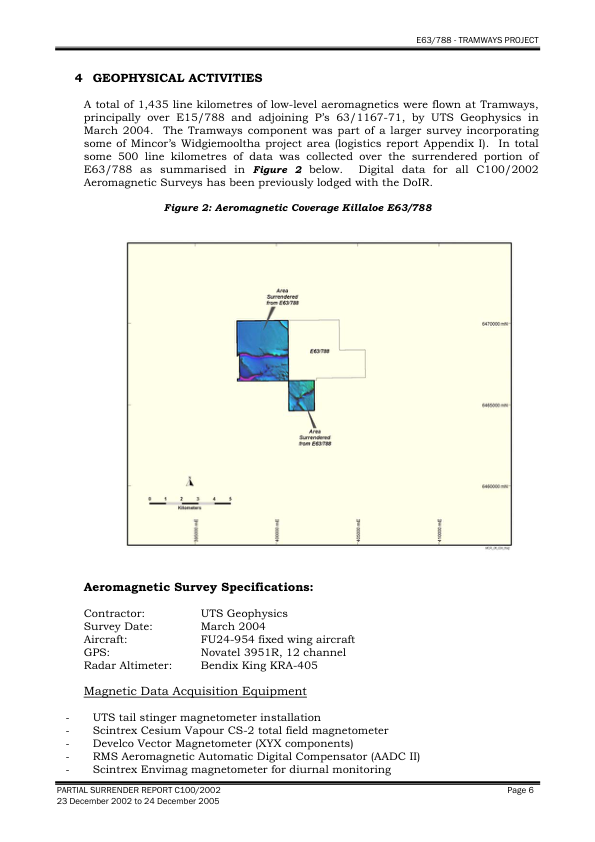 E63/788 - TRAMWAYS PROJECT
4 GEOPHYSICAL ACTIVITIES
A total of 1,435 line kilometres of low-level aeromagnetics were flown at Tramways,
principally over E15/788 and adjoining P's 63/1167-71, by UTS Geophysics in
March 2004. The Tramways component was part of a larger survey incorporating
some of Mincor's Widgiemooltha project area (logistics report Appendix I). In total
some 500 line kilometres of data was collected over the surrendered portion of
E63/788 as summarised in Figure 2 below. Digital data for all C100/2002
Aeromagnetic Surveys has been previously lodged with the DoIR.
Figure 2: Aeromagnetic Coverage Killaloe E63/788
Area
Surrendered
from E63/788
6470000 mN
E63/788
6465000 mN
Area
Surrendered
from E63/788
6460000 mN
0 1 2 3 4 5
Kilometers
395000 mE
400000 mE
405000 mE
410000 mE
Aeromagnetic Survey Specifications:
Contractor: UTS Geophysics
Survey Date: March 2004
Aircraft: FU24-954 fixed wing aircraft
GPS: Novatel 3951R, 12 channel
Radar Altimeter: Bendix King KRA-405
Magnetic Data Acquisition Equipment
- UTS tail stinger magnetometer installation
- Scintrex Cesium Vapour CS-2 total field magnetometer
- Develco Vector Magnetometer (XYX components)
- RMS Aeromagnetic Automatic Digital Compensator (AADC II)
- Scintrex Envimag magnetometer for diurnal monitoring
PARTIAL SURRENDER REPORT C100/2002 Page 6
23 December 2002 to 24 December 2005